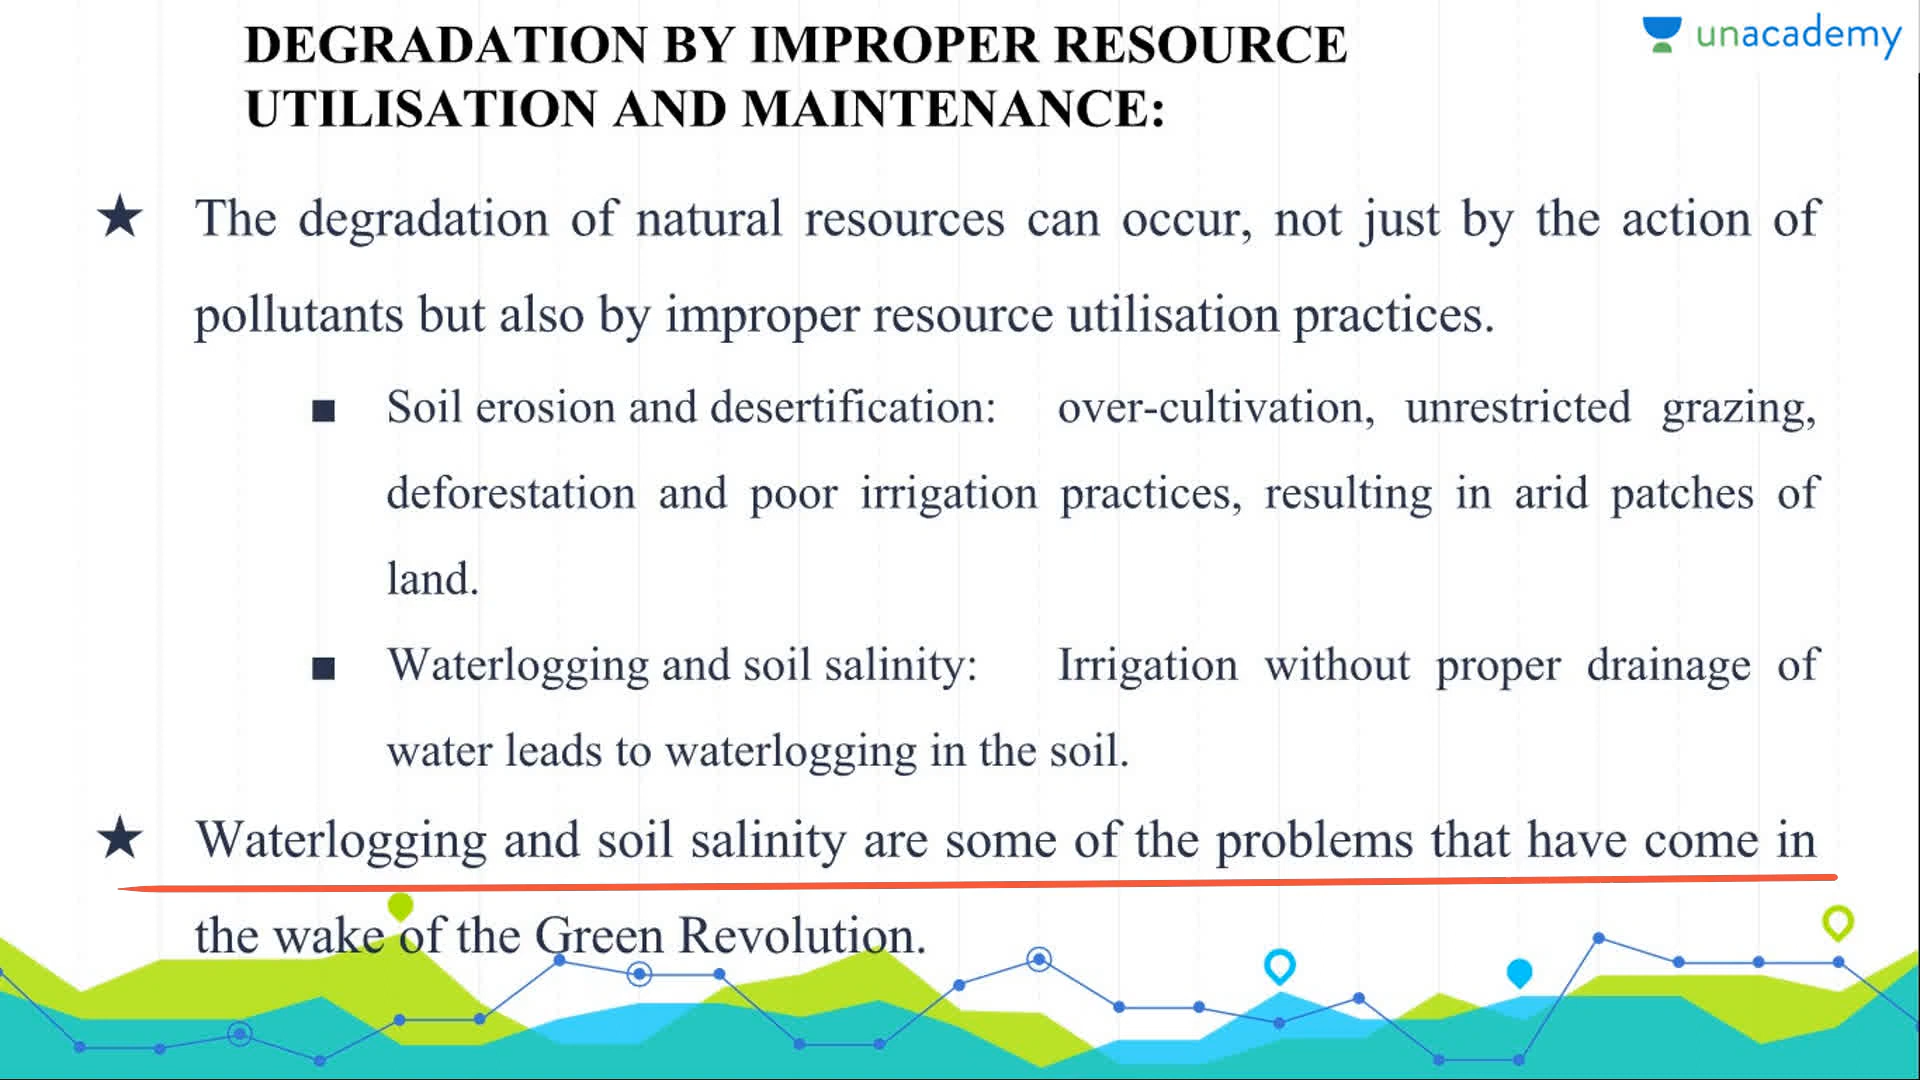 DEGRADATION BY IMPROPER RESOURCE
UTILISATION AND MAINTENANCE:
unacademy
★ The degradation of natural resources can occur, not just by the action of
pollutants but also by improper resource utilisation practices.
■ Soil erosion and desertification: over-cultivation, unrestricted grazing,
deforestation and poor irrigation practices, resulting in arid patches of
land.
■ Waterlogging and soil salinity: Irrigation without proper drainage of
water leads to waterlogging in the soil.
★ Waterlogging and soil salinity are some of the problems that have come in
the wake of the Green Revolution.